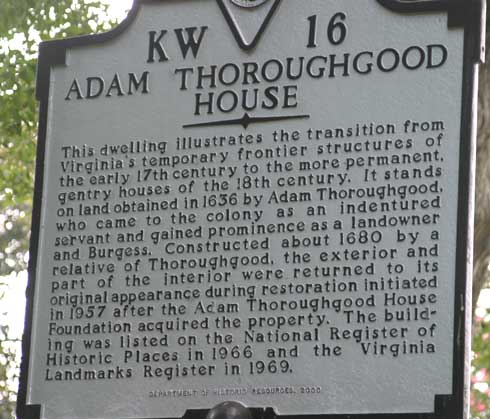 KW 16
ADAM THOROUGHGOOD
HOUSE
This dwelling illustrates the transition from
Virginia's temporary frontier structures of
the early 17th century to the more permanent,
gentry houses of the 18th century. It stands
on land obtained in 1636 by Adam Thoroughgood,
who came to the colony as an indentured
servant and gained prominence as a landowner
and Burgess. Constructed about 1680 by a
relative of Thoroughgood, the exterior and
part of the interior were returned to its
original appearance during restoration initiated
in 1957 after the Adam Thoroughgood House
Foundation acquired the property. The build-
ing was listed on the National Register of
Historic Places in 1966 and the Virginia
Landmarks Register in 1969.
DEPARTMENT OF HISTORIC RESOURCES, 2000